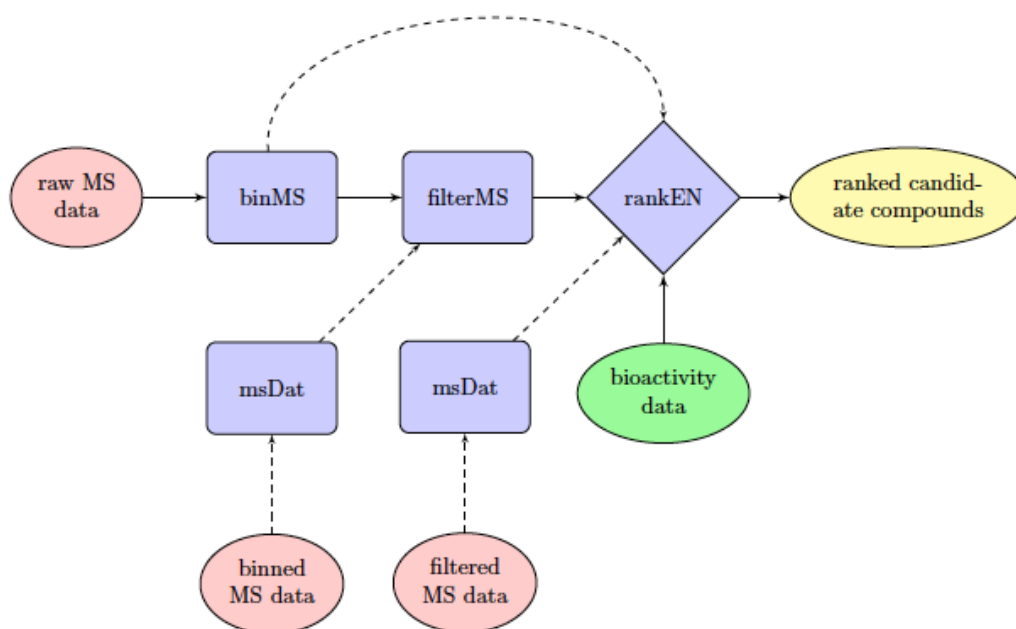 raw MS
data
binMS
filterMS
rankEN
ranked candid-
ate compounds
msDat
msDat
bioactivity
data
binned
MS data
filtered
MS data